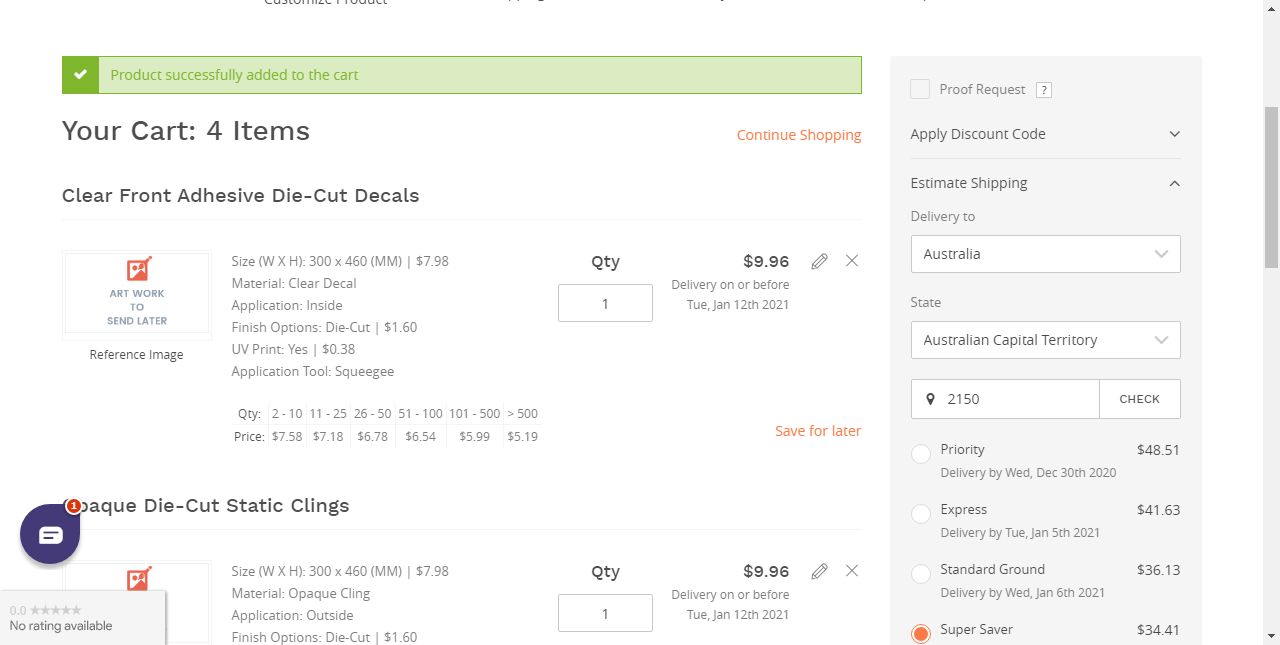 Customize Product
Product successfully added to the cart
Your Cart: 4 Items
Continue Shopping
Clear Front Adhesive Die-Cut Decals
ART WORK
TO
SEND LATER
Reference Image
Size (W X H): 300 x 460 (MM) | $7.98
Material: Clear Decal
Application: Inside
Finish Options: Die-Cut | $1.60
UV Print: Yes | $0.38
Application Tool: Squeegee
Qty
1
$9.96
Delivery on or before
Tue, Jan 12th 2021
Qty: 2 - 10 11 - 25 26 - 50 51 - 100 101 - 500 > 500
Price: $7.58 $7.18 $6.78 $6.54 $5.99 $5.19
Save for later
Opaque Die-Cut Static Clings
Size (W X H): 300 x 460 (MM) | $7.98
Material: Opaque Cling
Application: Outside
Finish Options: Die-Cut | $1.60
Qty
1
$9.96
Delivery on or before
Tue, Jan 12th 2021
1
0.0 ★★★★★
No rating available
Proof Request ?
Apply Discount Code
Estimate Shipping
Delivery to
Australia
State
Australian Capital Territory
2150 CHECK
Priority $48.51
Delivery by Wed, Dec 30th 2020
Express $41.63
Delivery by Tue, Jan 5th 2021
Standard Ground $36.13
Delivery by Wed, Jan 6th 2021
Super Saver $34.41